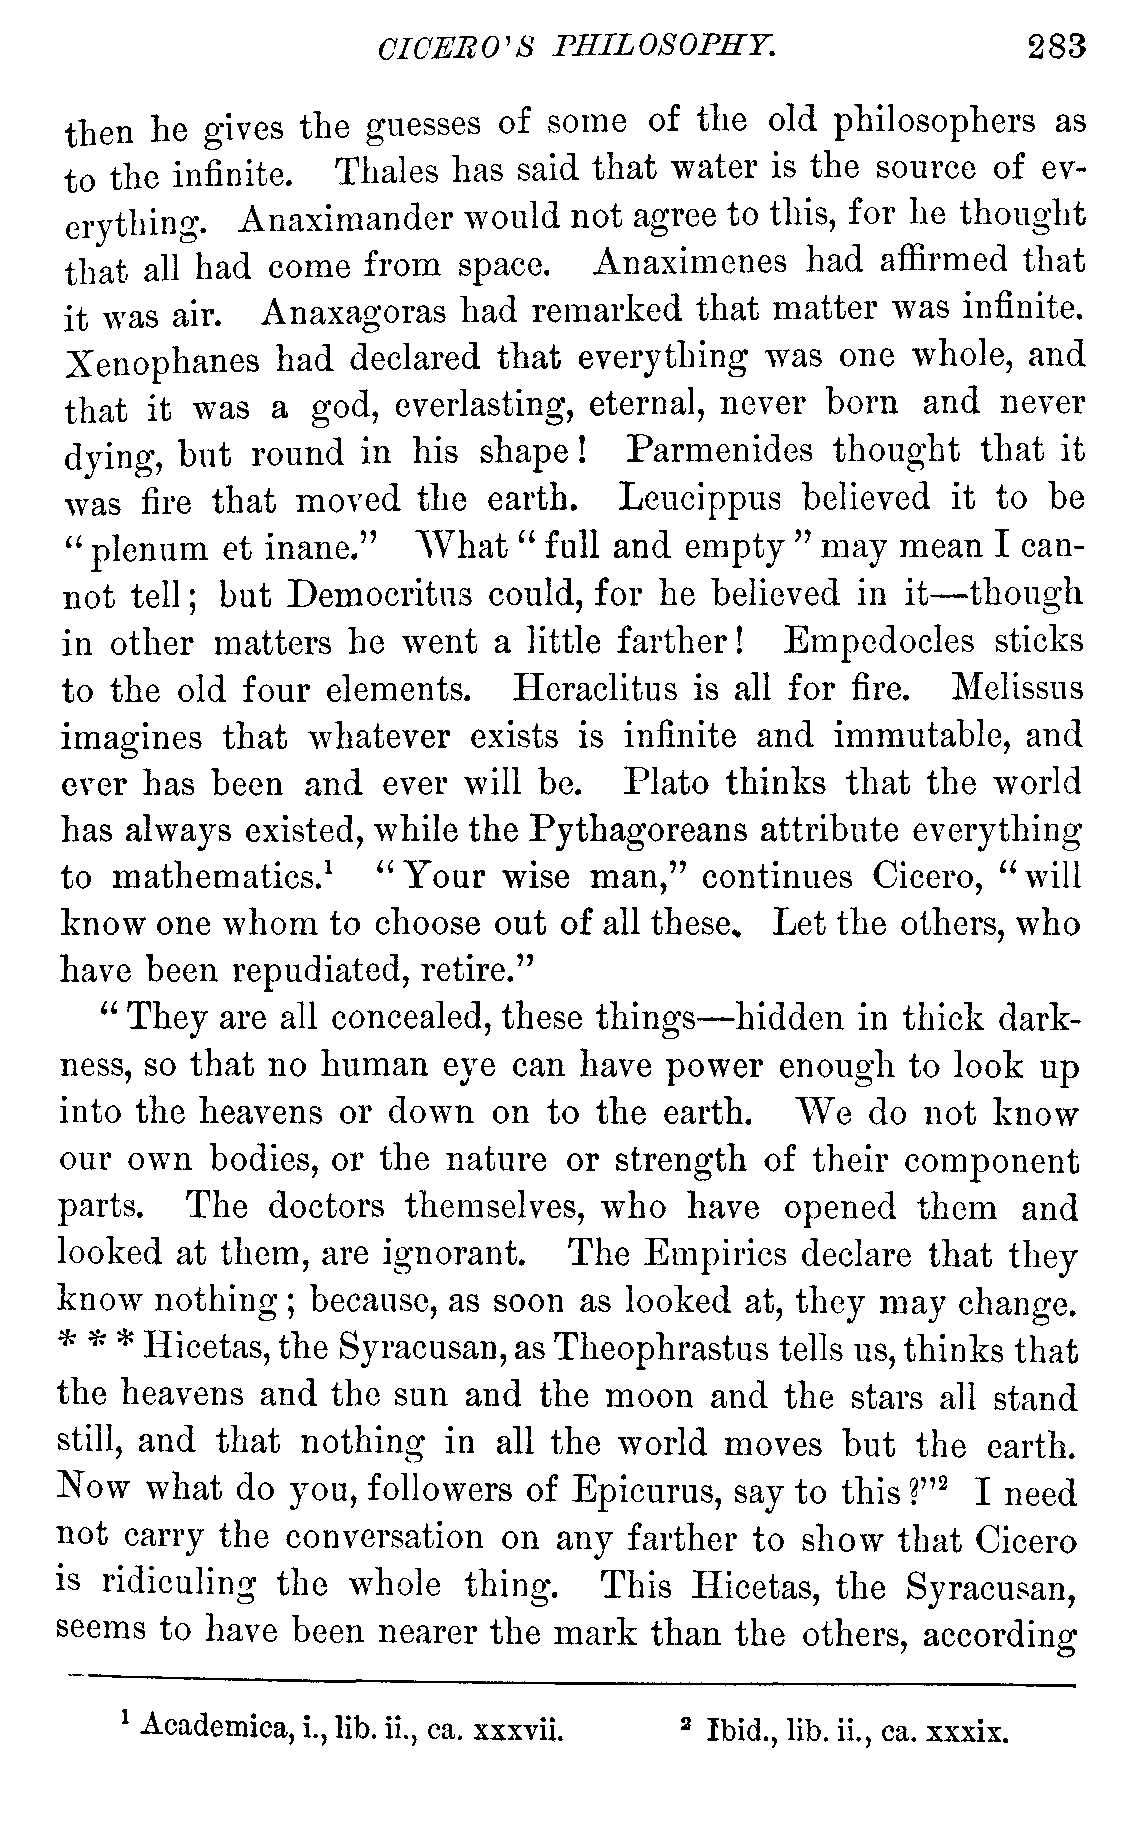 CICERO'S PHILOSOPHY. 283
then he gives the guesses of some of the old philosophers as
to the infinite. Thales has said that water is the source of ev-
erything. Anaximander would not agree to this, for he thought
that all had come from space. Anaximenes had affirmed that
it was air. Anaxagoras had remarked that matter was infinite.
Xenophanes had declared that everything was one whole, and
that it was a god, everlasting, eternal, never born and never
dying, but round in his shape! Parmenides thought that it
was fire that moved the earth. Leucippus believed it to be
"plenum et inane." What "full and empty" may mean I can-
not tell; but Democritus could, for he believed in it—though
in other matters he went a little farther! Empedocles sticks
to the old four elements. Heraclitus is all for fire. Melissus
imagines that whatever exists is infinite and immutable, and
ever has been and ever will be. Plato thinks that the world
has always existed, while the Pythagoreans attribute everything
to mathematics.¹ "Your wise man," continues Cicero, "will
know one whom to choose out of all these. Let the others, who
have been repudiated, retire."
"They are all concealed, these things—hidden in thick dark-
ness, so that no human eye can have power enough to look up
into the heavens or down on to the earth. We do not know
our own bodies, or the nature or strength of their component
parts. The doctors themselves, who have opened them and
looked at them, are ignorant. The Empirics declare that they
know nothing; because, as soon as looked at, they may change.
* * * Hicetas, the Syracusan, as Theophrastus tells us, thinks that
the heavens and the sun and the moon and the stars all stand
still, and that nothing in all the world moves but the earth.
Now what do you, followers of Epicurus, say to this?"² I need
not carry the conversation on any farther to show that Cicero
is ridiculing the whole thing. This Hicetas, the Syracusan,
seems to have been nearer the mark than the others, according
¹ Academica, i., lib. ii., ca. xxxvii. ² Ibid., lib. ii., ca. xxxix.